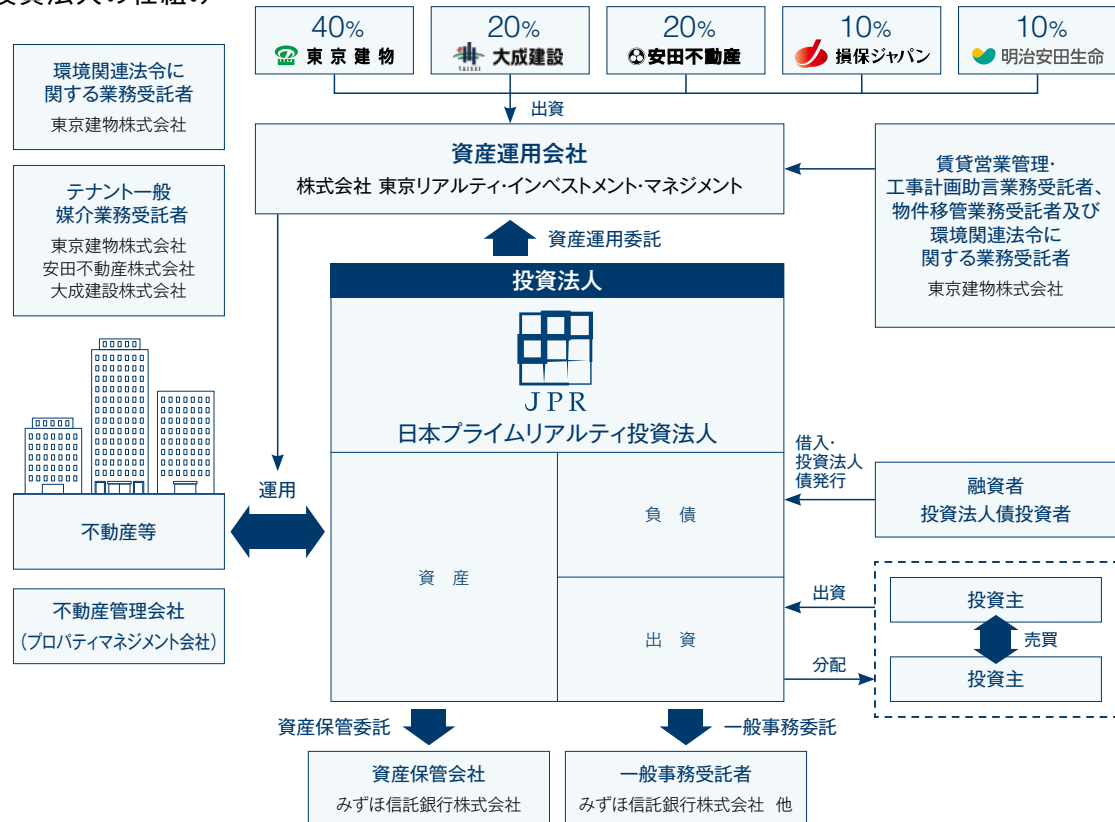 投資法人の仕組み
40%
東京建物
20%
TAISEI 大成建設
20%
安田不動産
10%
損保ジャパン
10%
明治安田生命
出資
環境関連法令に
関する業務受託者
東京建物株式会社
テナント一般
媒介業務受託者
東京建物株式会社
安田不動産株式会社
大成建設株式会社
資産運用会社
株式会社 東京リアルティ・インベストメント・マネジメント
賃貸営業管理・
工事計画助言業務受託者、
物件移管業務受託者及び
環境関連法令に
関する業務受託者
東京建物株式会社
資産運用委託
投資法人
JPR
日本プライムリアルティ投資法人
運用
不動産等
不動産管理会社
（プロパティマネジメント会社）
資産
負債
出資
借入・
投資法人
債発行
融資者
投資法人債投資者
出資
分配
投資主
売買
投資主
資産保管委託
資産保管会社
みずほ信託銀行株式会社
一般事務委託
一般事務受託者
みずほ信託銀行株式会社 他